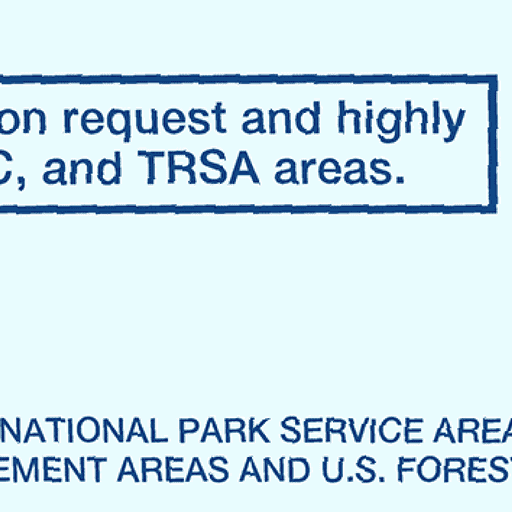 on request and highly
C, and TRSA areas.
NATIONAL PARK SERVICE AREA
EMENT AREAS AND U.S. FOREST